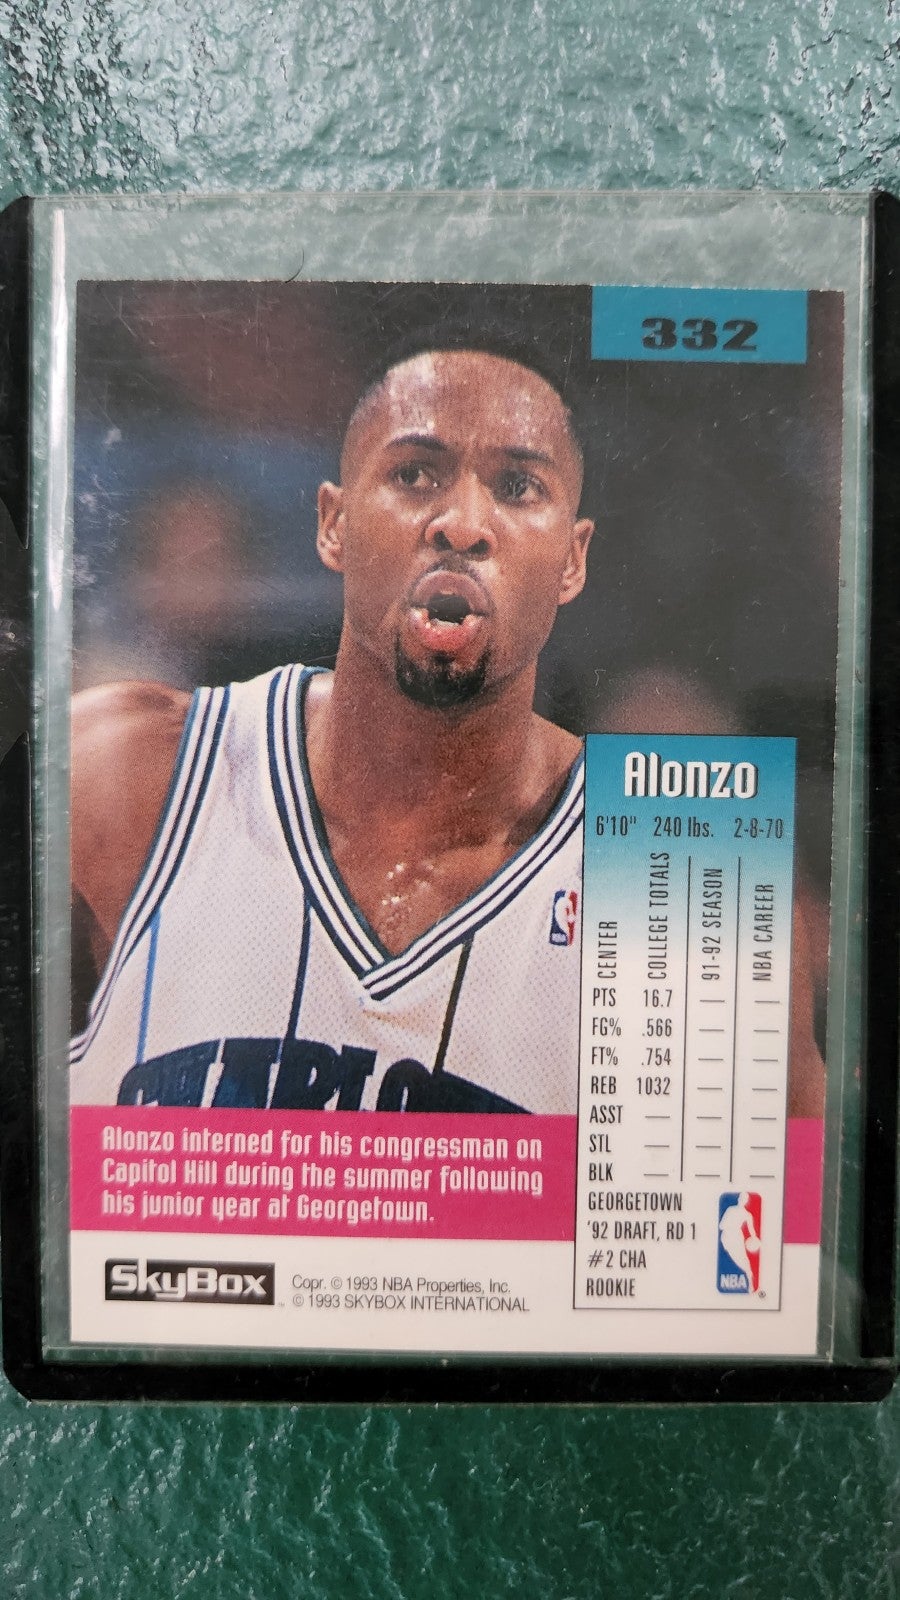 332
CHARLO
Alonzo
6'10" 240 lbs. 2-8-70
CENTER COLLEGE TOTALS 91-92 SEASON NBA CAREER
PTS 16.7 — —
FG% .566 — —
FT% .754 — —
REB 1032 — —
ASST — — —
STL — — —
BLK — — —
GEORGETOWN
'92 DRAFT, RD 1
#2 CHA
ROOKIE
NBA®
NBA
Alonzo interned for his congressman on
Capitol Hill during the summer following
his junior year at Georgetown.
SkyBox™
Copr. © 1993 NBA Properties, Inc.
© 1993 SKYBOX INTERNATIONAL